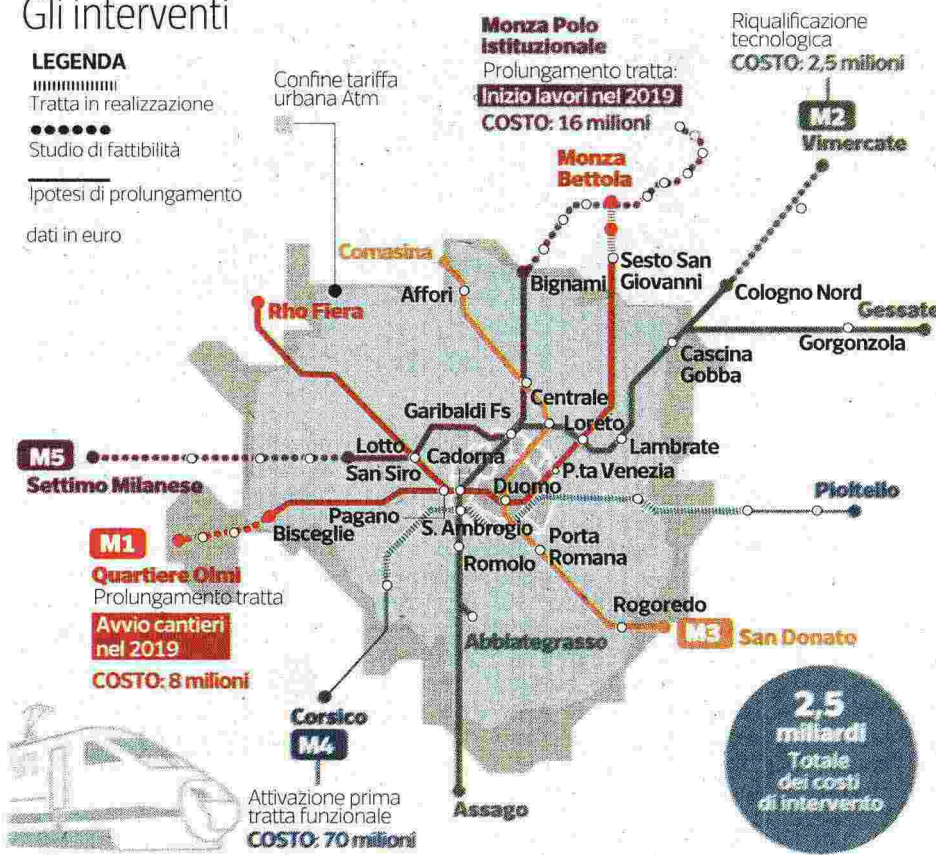 Gli interventi
LEGENDA
Tratta in realizzazione
Studio di fattibilità
Ipotesi di prolungamento
dati in euro
Confine tariffa
urbana Atm
Monza Polo
istituzionale
Prolungamento tratta:
Inizio lavori nel 2019
COSTO: 16 milioni
Riqualificazione
tecnologica
COSTO: 2,5 milioni
M2
Vimercate
Monza
Bettola
Comasina
Affori
Bignami
Sesto San
Giovanni
Cologno Nord
Gessate
Gorgonzola
Rho Fiera
Cascina
Gobba
Centrale
Garibaldi Fs
Loreto
Lambrate
M5
Settimo Milanese
Lotto
San Siro
Cadorna
P.ta Venezia
Duomo
Pioltello
Bisceglie
Pagano
S. Ambrogio
Porta
Romana
Romolo
M1
Quartiere Olmi
Prolungamento tratta
Avvio cantieri
nel 2019
COSTO: 8 milioni
Rogoredo
M3
San Donato
Abbiategrasso
Corsico
M4
Attivazione prima
tratta funzionale
COSTO: 70 milioni
Assago
2,5
miliardi
Totale
dei costi
di intervento